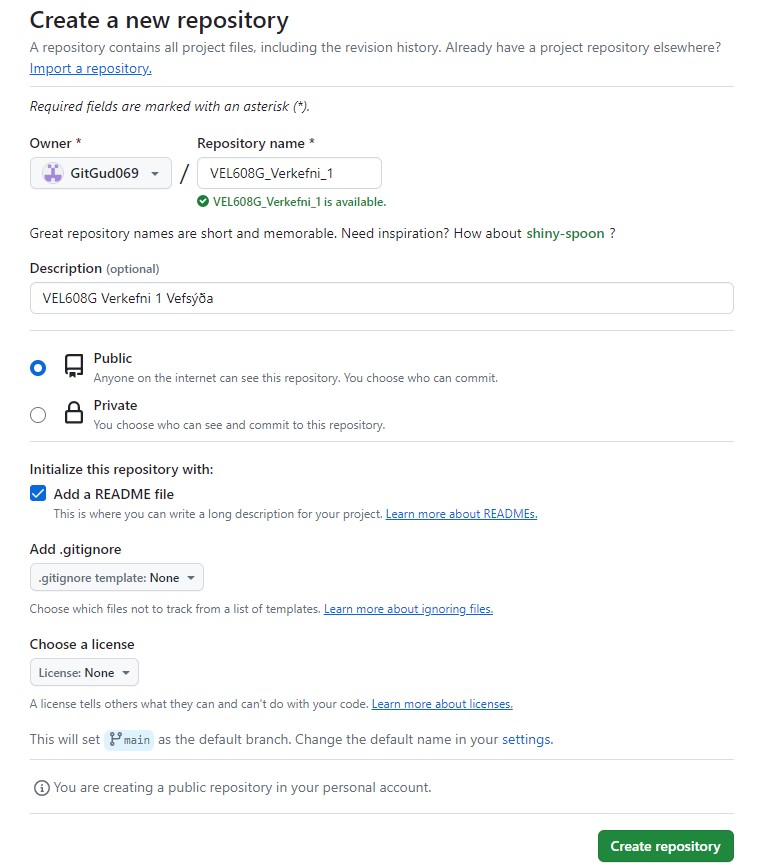 Create a new repository
A repository contains all project files, including the revision history. Already have a project repository elsewhere?
Import a repository.
Required fields are marked with an asterisk (*).
Owner * Repository name *
GitGud069 / VEL608G_Verkefni_1
VEL608G_Verkefni_1 is available.
Great repository names are short and memorable. Need inspiration? How about shiny-spoon ?
Description (optional)
VEL608G Verkefni 1 Vefsýða
Public
Anyone on the internet can see this repository. You choose who can commit.
Private
You choose who can see and commit to this repository.
Initialize this repository with:
Add a README file
This is where you can write a long description for your project. Learn more about READMEs.
Add .gitignore
.gitignore template: None
Choose which files not to track from a list of templates. Learn more about ignoring files.
Choose a license
License: None
A license tells others what they can and can't do with your code. Learn more about licenses.
This will set main as the default branch. Change the default name in your settings.
You are creating a public repository in your personal account.
Create repository